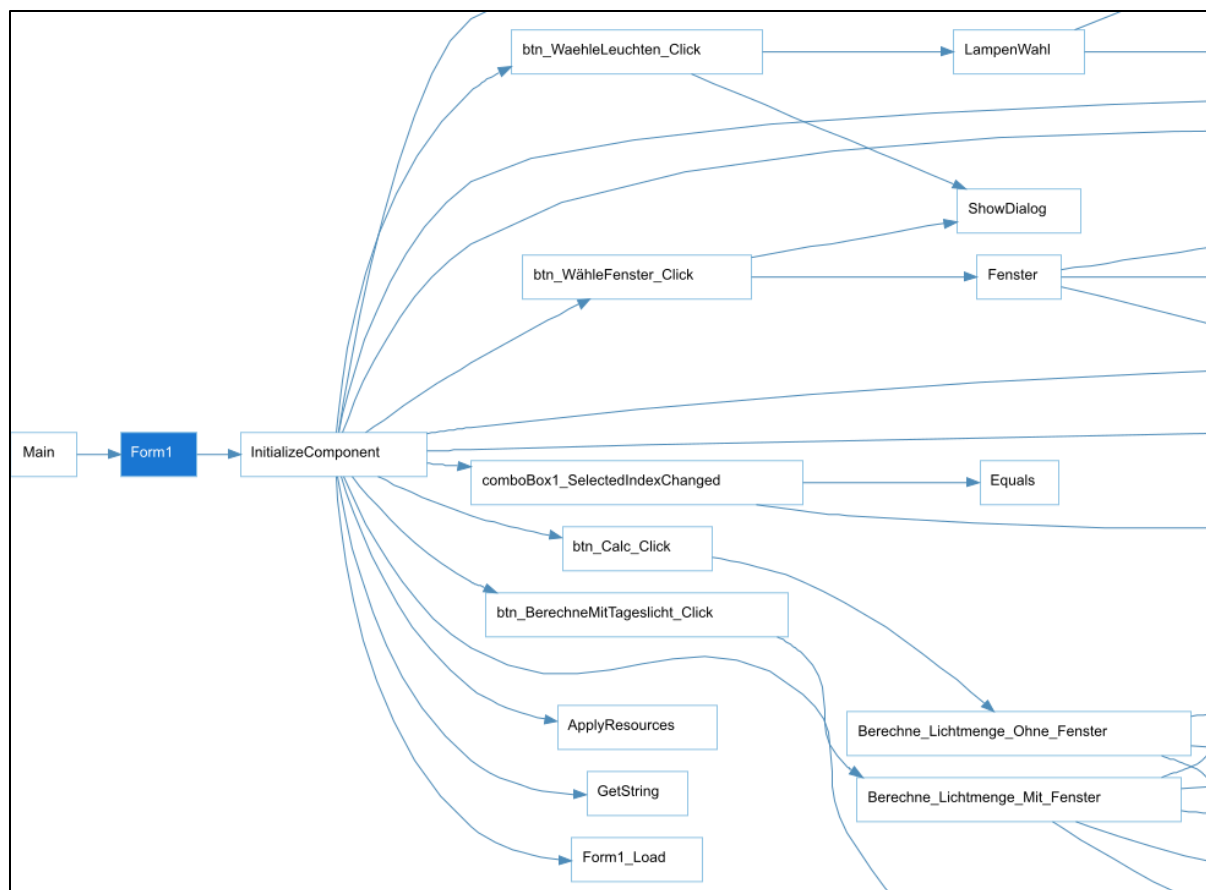 btn_WaehleLeuchten_Click
LampenWahl
ShowDialog
btn_WähleFenster_Click
Fenster
Main
Form1
InitializeComponent
comboBox1_SelectedIndexChanged
Equals
btn_Calc_Click
btn_BerechneMitTageslicht_Click
ApplyResources
Berechne_Lichtmenge_Ohne_Fenster
GetString
Berechne_Lichtmenge_Mit_Fenster
Form1_Load